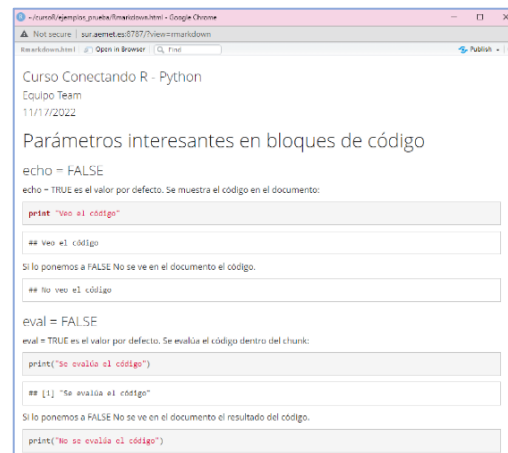 ~/cursoR/ejemplos_prueba/Rmarkdown.html - Google Chrome
Not secure | sur.aemet.es:8787/?view=rmarkdown
Rmarkdown.html Open in Browser Find Publish
Curso Conectando R - Python
Equipo Team
11/17/2022
Parámetros interesantes en bloques de código
echo = FALSE
echo = TRUE es el valor por defecto. Se muestra el código en el documento:
print "Veo el código"
## Veo el código
Si lo ponemos a FALSE No se ve en el documento el código.
## No veo el código
eval = FALSE
eval = TRUE es el valor por defecto. Se evalúa el código dentro del chunk:
print("Se evalúa el código")
## [1] "Se evalúa el código"
Si lo ponemos a FALSE No se ve en el documento el resultado del código.
print("No se evalúa el código")